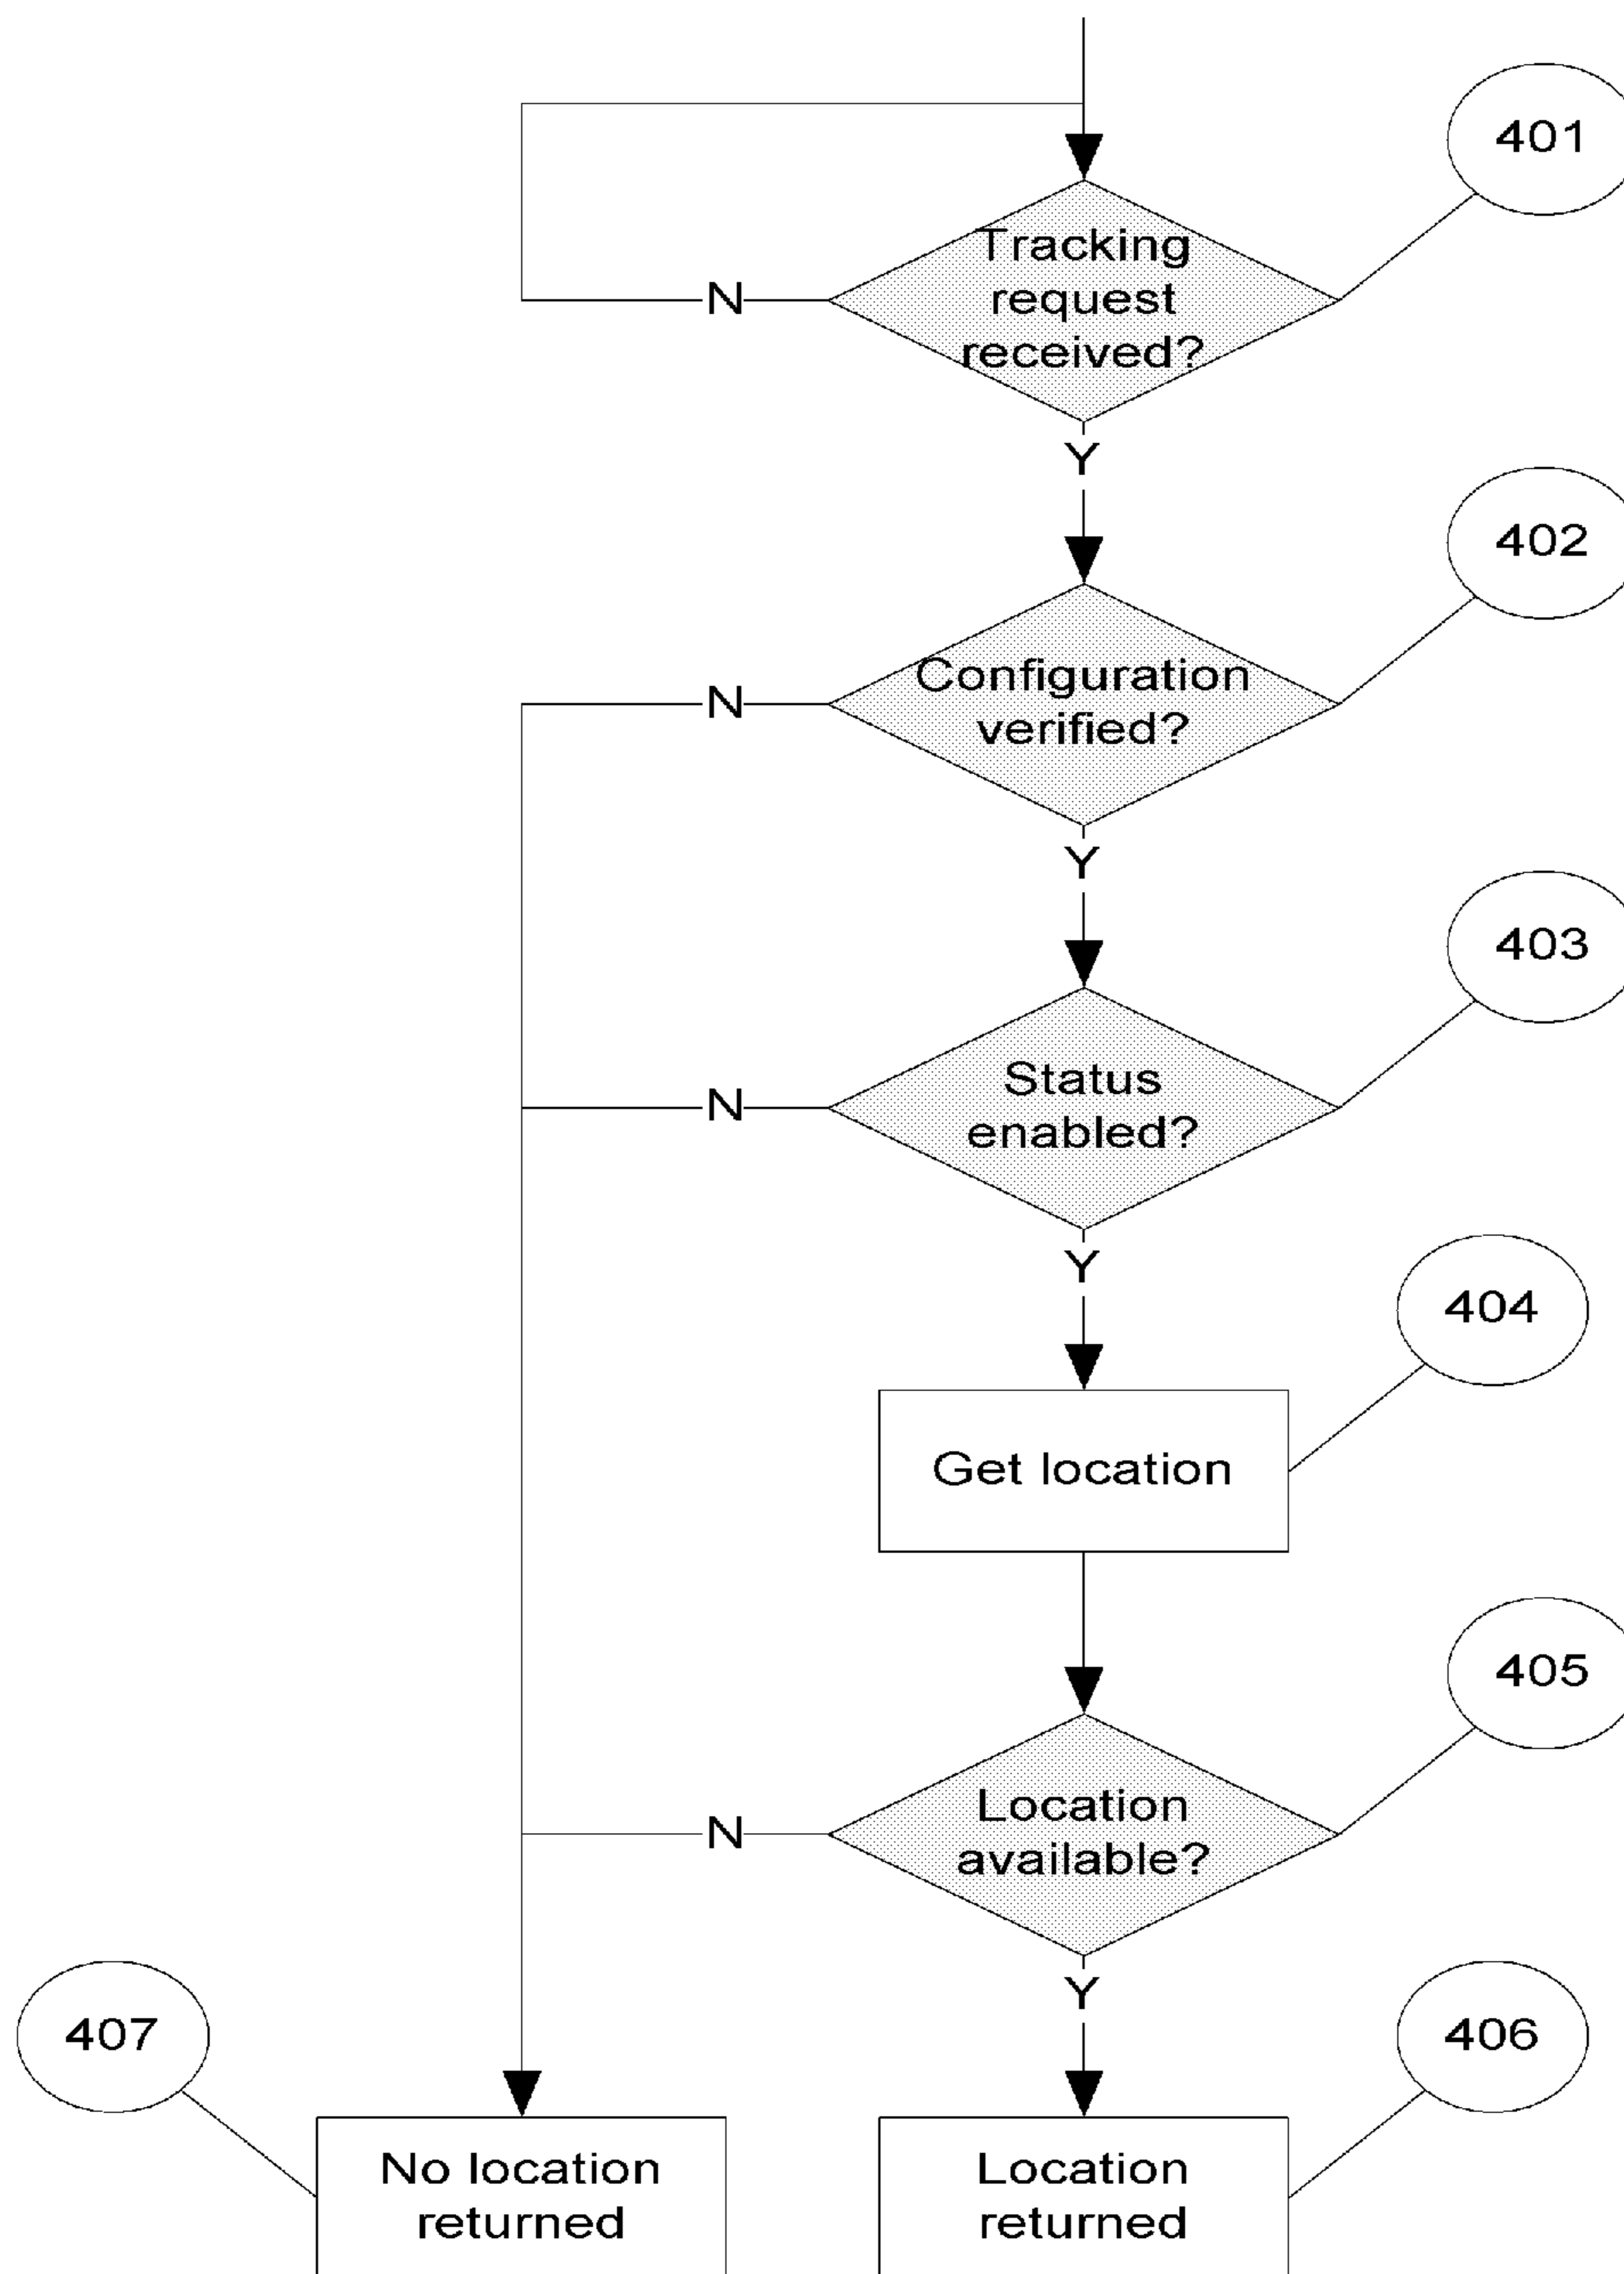 401
Tracking
request
received?
N
Y
402
Configuration
verified?
N
Y
403
Status
enabled?
N
Y
404
Get location
405
Location
available?
N
Y
407
406
No location
returned
Location
returned